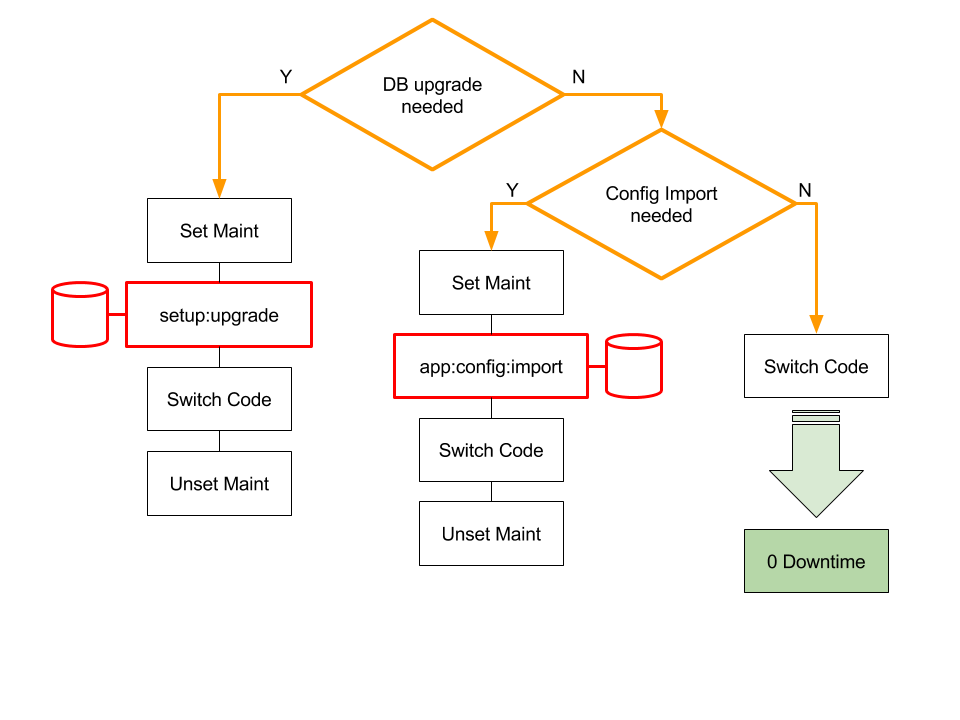 Y
DB upgrade
needed
N
Y
Config Import
needed
N
Set Maint
setup:upgrade
Switch Code
Unset Maint
Set Maint
app:config:import
Switch Code
Unset Maint
Switch Code
0 Downtime